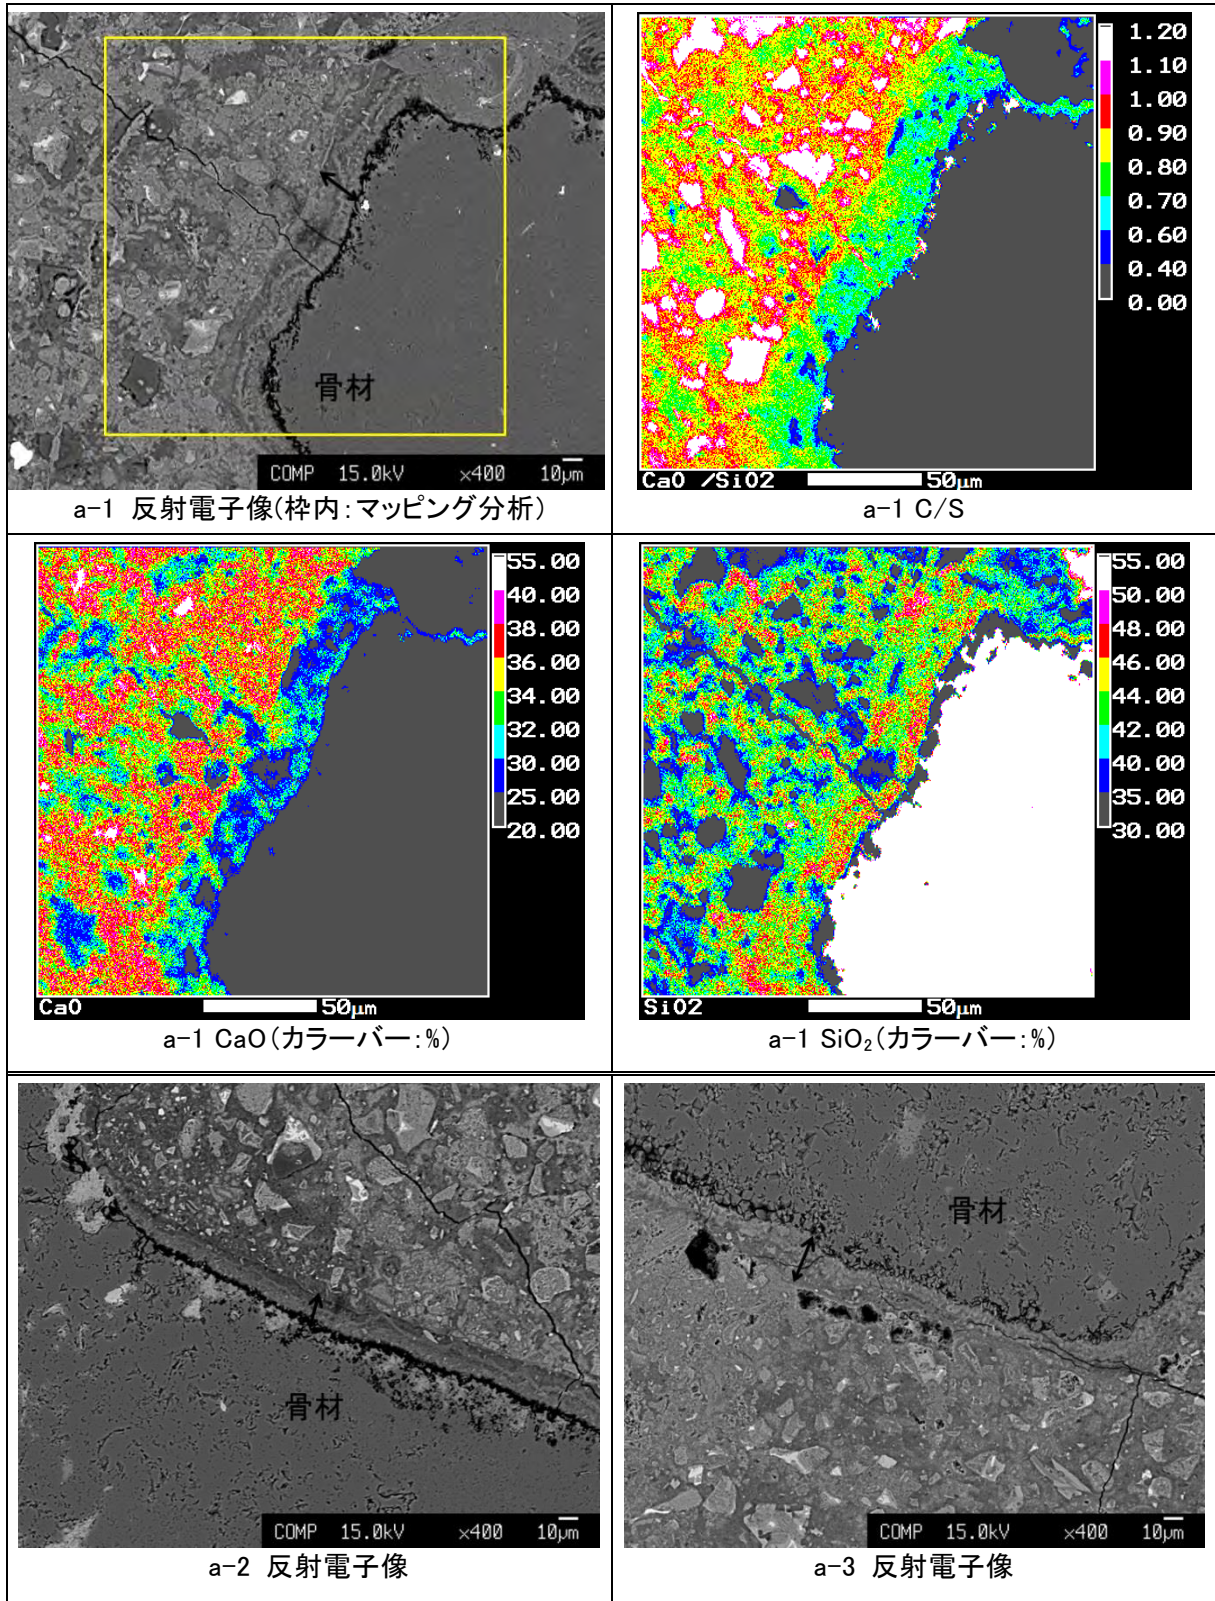 骨材
COMP 15.0kV ×400 10μm
a-1 反射電子像(枠内:マッピング分析)
1.20
1.10
1.00
0.90
0.80
0.70
0.60
0.40
0.00
CaO /SiO2 50μm
a-1 C/S
55.00
40.00
38.00
36.00
34.00
32.00
30.00
25.00
20.00
CaO 50μm
a-1 CaO(カラーバー:%)
55.00
50.00
48.00
46.00
44.00
42.00
40.00
35.00
30.00
SiO2 50μm
a-1 SiO₂(カラーバー:%)
骨材
COMP 15.0kV ×400 10μm
a-2 反射電子像
骨材
COMP 15.0kV ×400 10μm
a-3 反射電子像